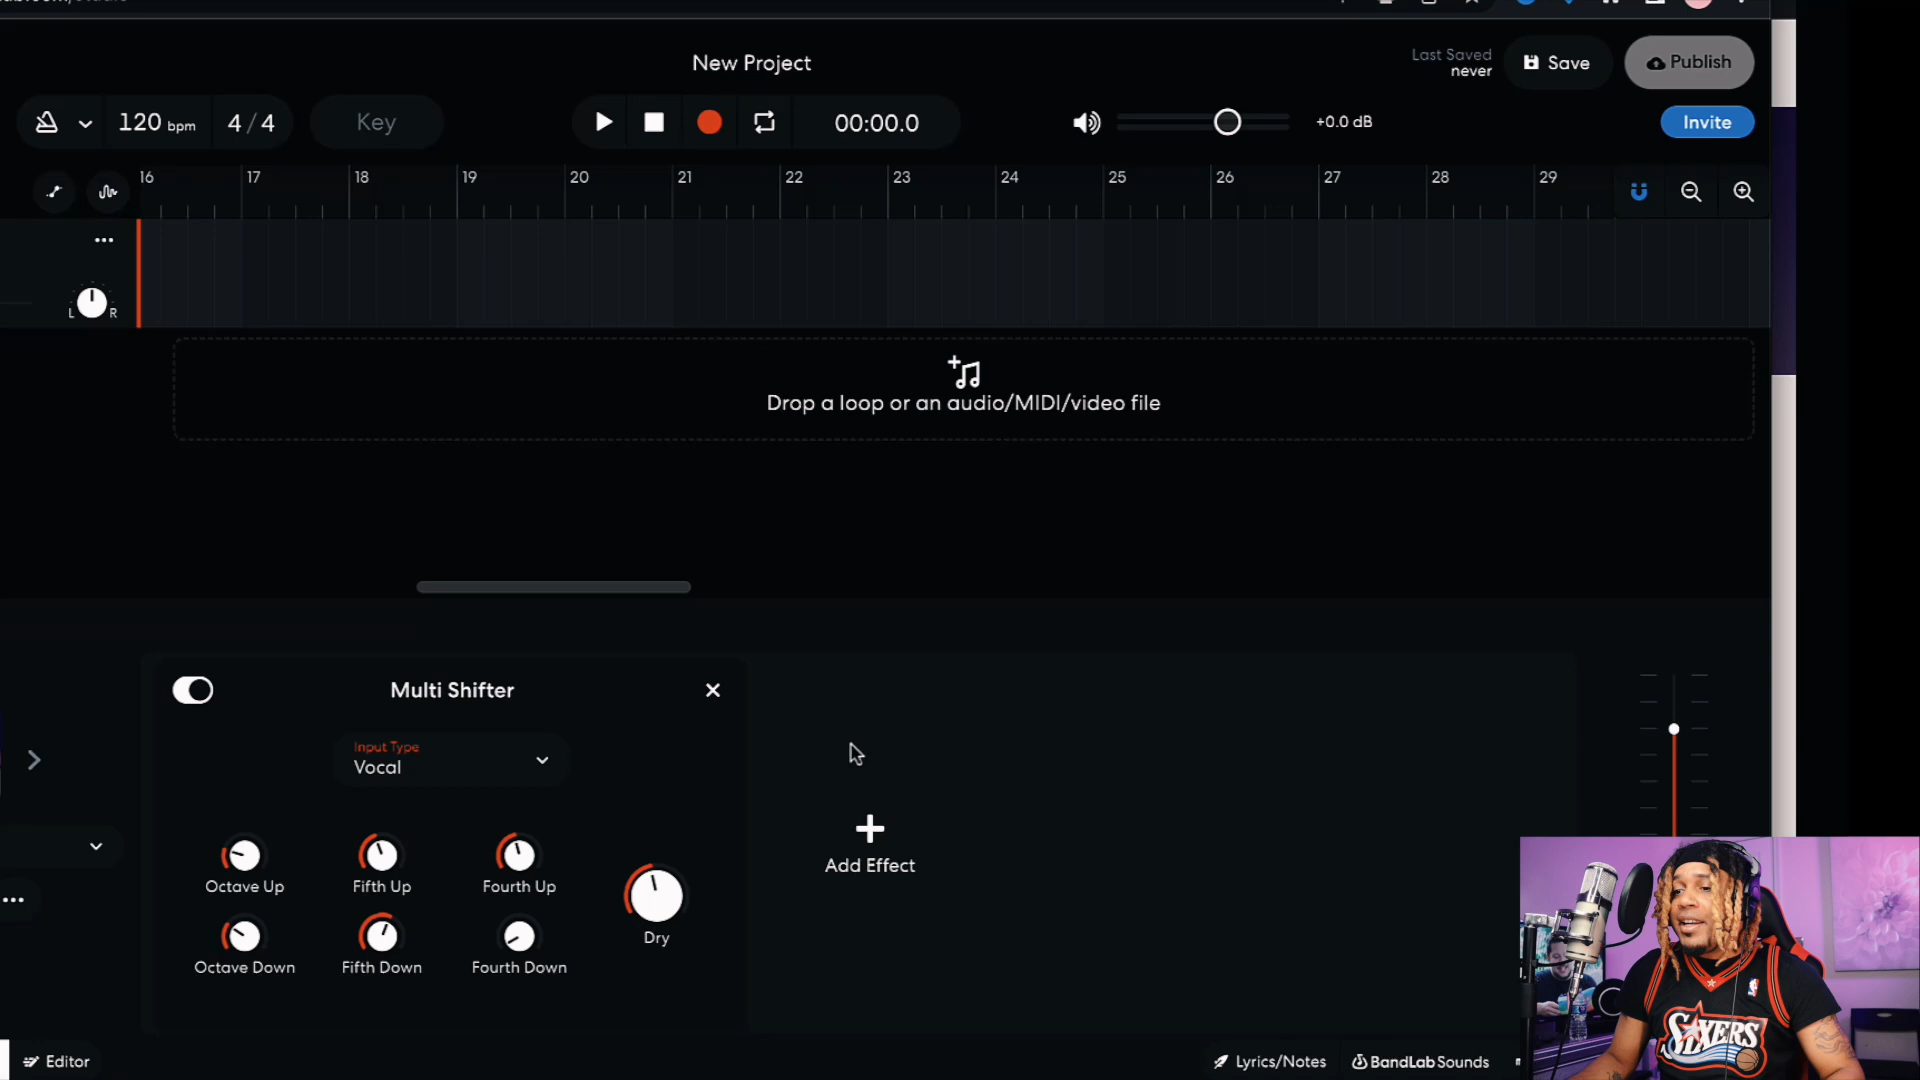 New Project
Last Saved
never
Save
Publish
120 bpm
4 / 4
Key
00:00.0
+0.0 dB
Invite
16 17 18 19 20 21 22 23 24 25 26 27 28 29
L R
Drop a loop or an audio/MIDI/video file
Multi Shifter
Input Type
Vocal
Octave Up
Fifth Up
Fourth Up
Dry
Octave Down
Fifth Down
Fourth Down
Add Effect
Editor
Lyrics/Notes
BandLab Sounds
SIXERS